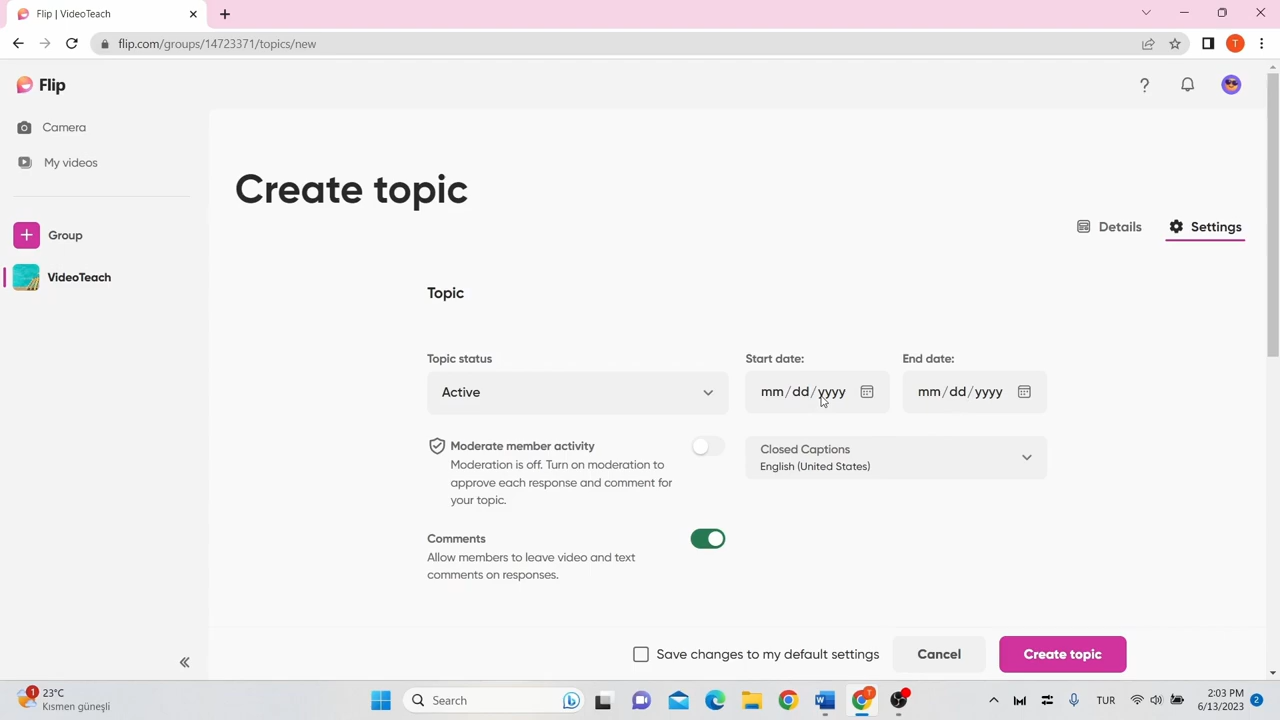 Flip | VideoTeach
flip.com/groups/14723371/topics/new
T
Flip
Camera
My videos
Group
VideoTeach
Create topic
Details
Settings
Topic
Topic status
Start date:
End date:
Active
mm/dd/yyyy
mm/dd/yyyy
Moderate member activity
Moderation is off. Turn on moderation to
approve each response and comment for
your topic.
Closed Captions
English (United States)
Comments
Allow members to leave video and text
comments on responses.
Save changes to my default settings
Cancel
Create topic
1
23°C
Kısmen güneşli
Search
T
TUR
2:03 PM
6/13/2023
2